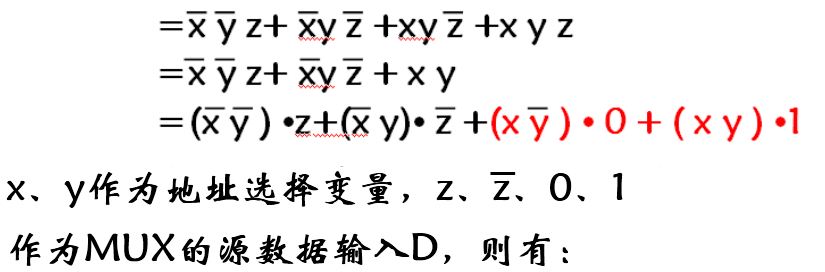 =x̅ y̅ z+ x̅y z̅ +xy z̅ +x y z
=x̅ y̅ z+ x̅y z̅ + x y
=(x̅ y̅ ) •z+(x̅ y)• z̅ +(x y̅ ) • 0 + ( x y ) •1
x、y作为地址选择变量，z、z̅、0、1
作为MUX的源数据输入D，则有：